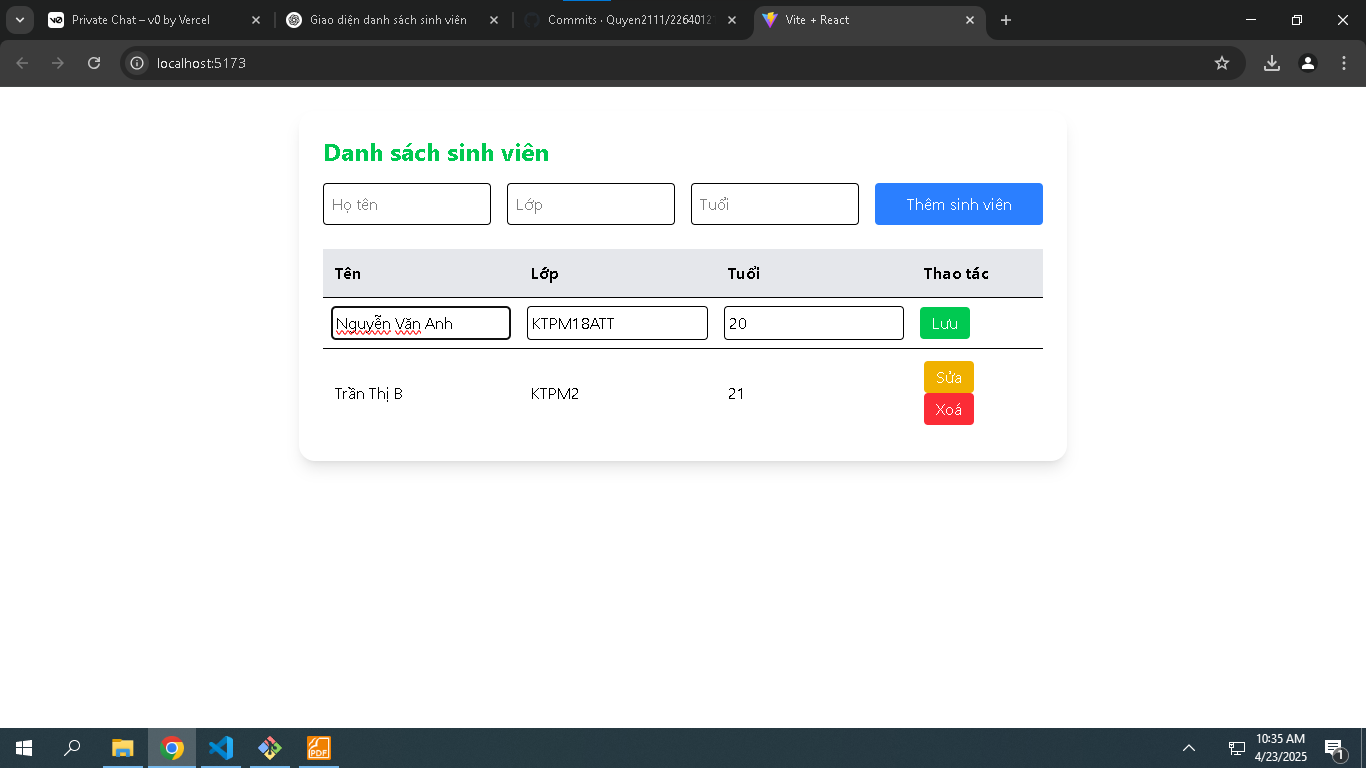 Private Chat – v0 by Vercel
Giao diện danh sách sinh viên
Commits · Quyen2111/2264012
Vite + React
localhost:5173
Danh sách sinh viên
Họ tên Lớp Tuổi Thêm sinh viên
Tên Lớp Tuổi Thao tác
Nguyễn Văn Anh KTPM18ATT 20 Lưu
Trần Thị B KTPM2 21 Sửa
Xoá
PDF
10:35 AM
4/23/2025
1